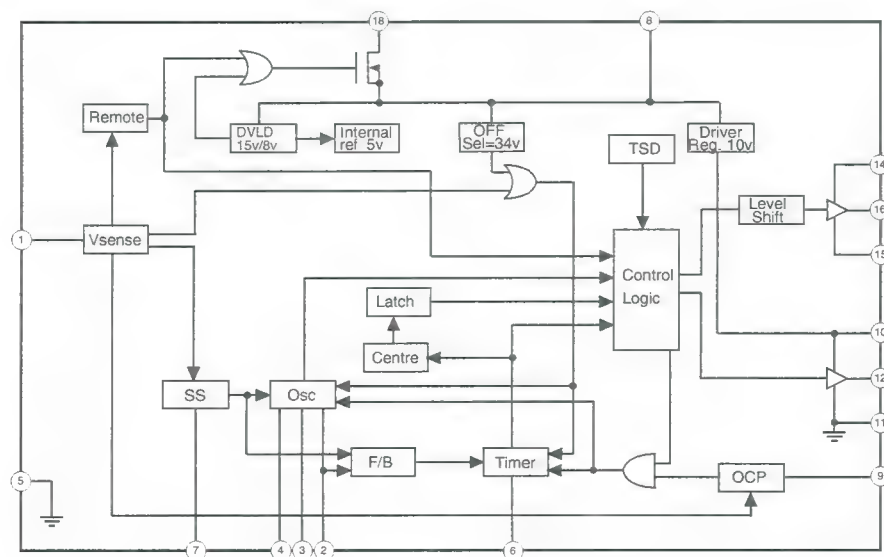 18
8
Remote
DVLD
15v/8v
Internal
ref 5v
OFF
Sel=34v
Driver
Reg. 10v
TSD
14
Level
Shift
16
1
Vsense
15
Control
Logic
Latch
10
Centre
12
SS
Osc
11
F/B
Timer
OCP
9
5
7
4
3
2
6